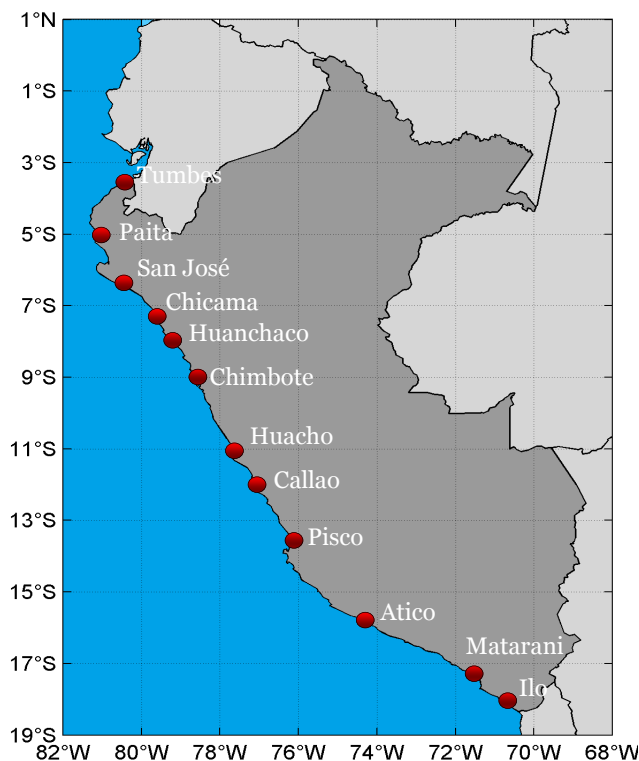 1°N
1°S
3°S
Tumbes
5°S
Paita
San José
7°S
Chicama
Huanchaco
9°S
Chimbote
11°S
Huacho
Callao
13°S
Pisco
15°S
Atico
Matarani
17°S
Ilo
19°S
82°W 80°W 78°W 76°W 74°W 72°W 70°W 68°W